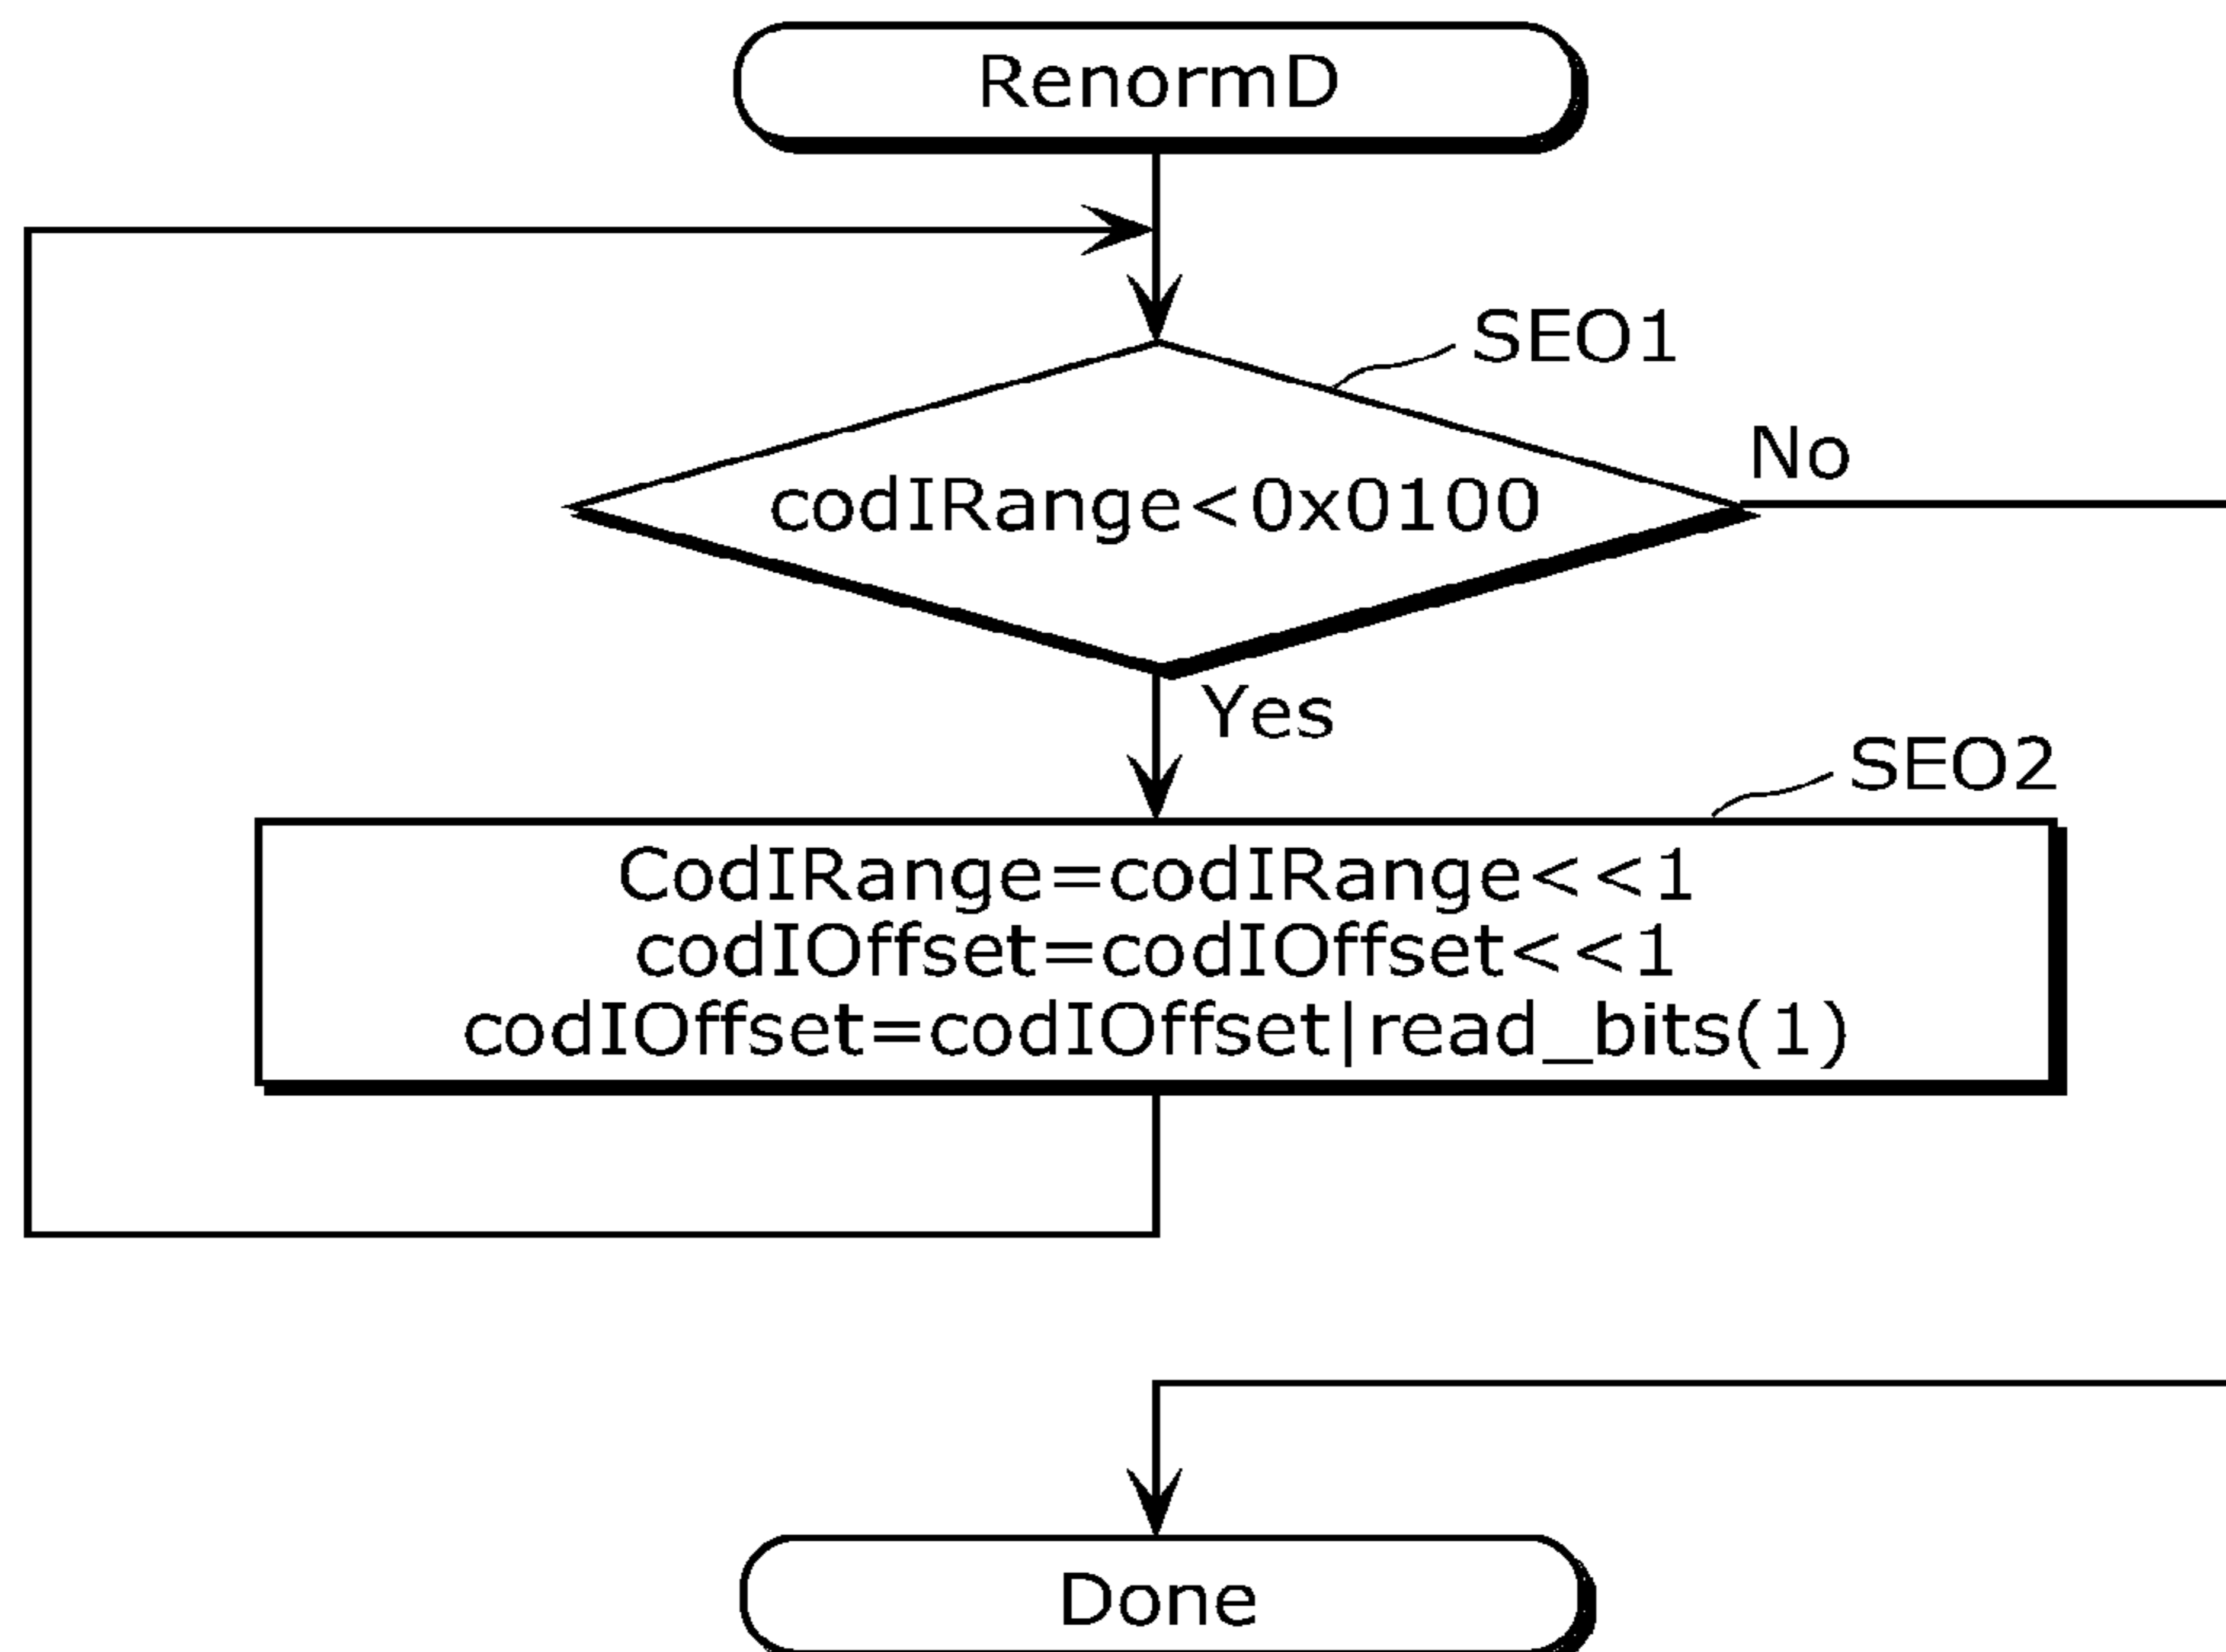 RenormD
SEO1
codIRange<0x0100
No
Yes
SEO2
CodIRange=codIRange<<1
codIOffset=codIOffset<<1
codIOffset=codIOffset|read_bits(1)
Done